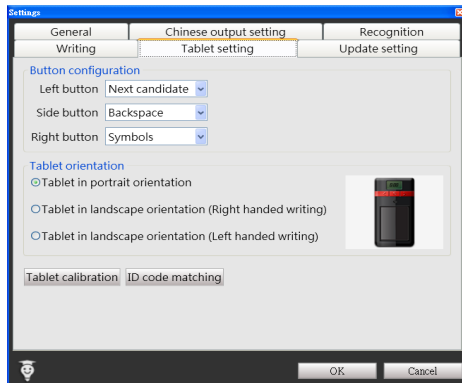 Settings
General Chinese output setting Recognition
Writing Tablet setting Update setting
Button configuration
Left button Next candidate
Side button Backspace
Right button Symbols
Tablet orientation
Tablet in portrait orientation
Tablet in landscape orientation (Right handed writing)
Tablet in landscape orientation (Left handed writing)
Tablet calibration ID code matching
OK Cancel